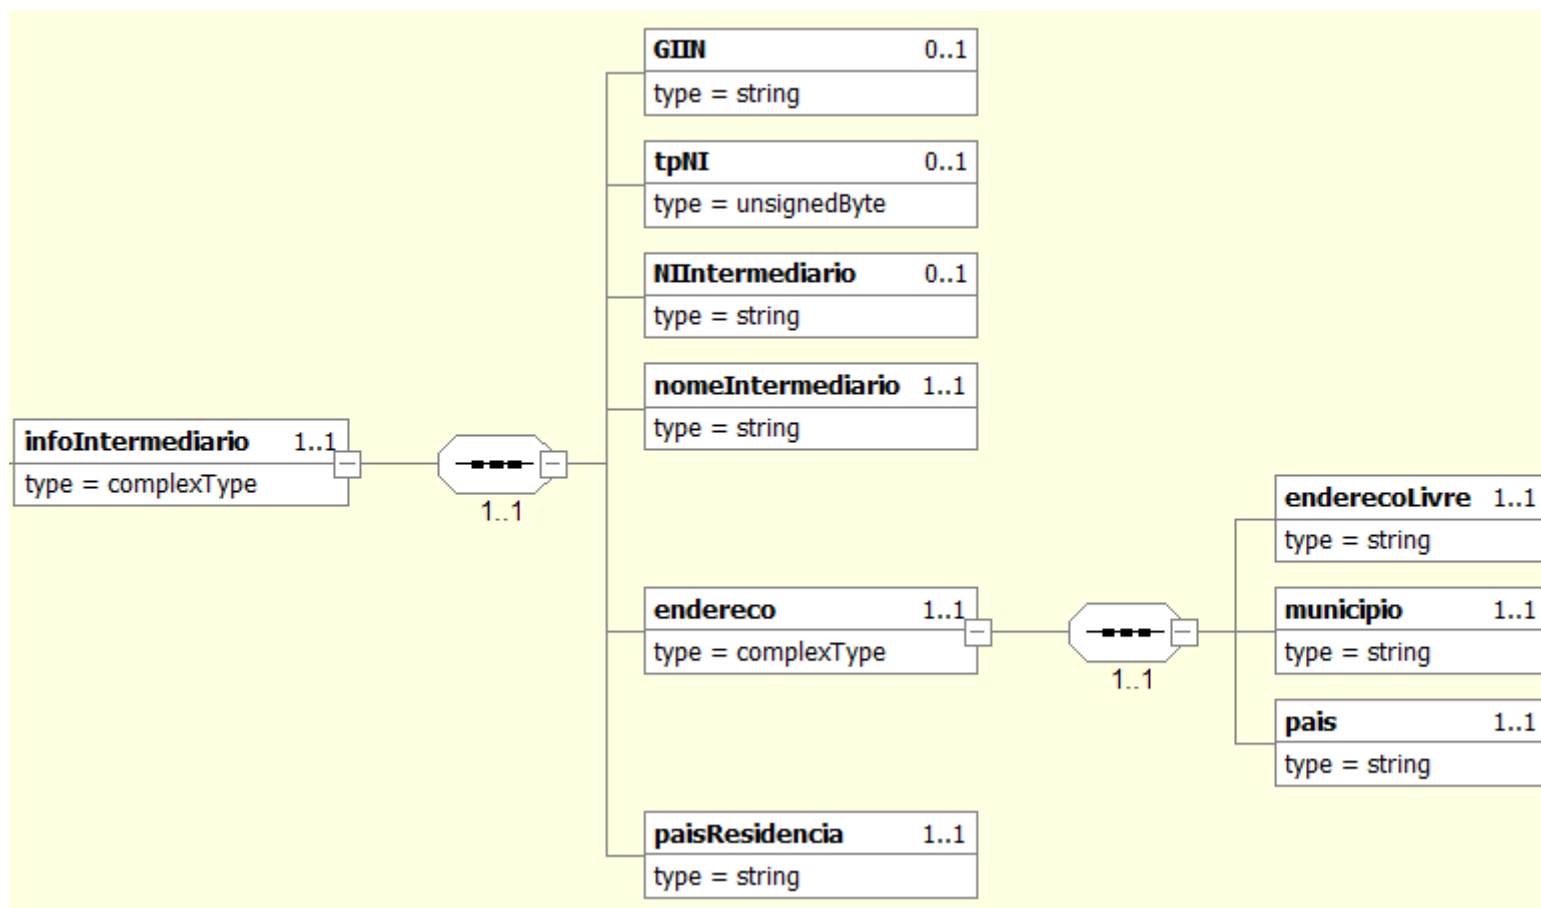 GIIN 0..1
type = string
tpNI 0..1
type = unsignedByte
NIIntermediario 0..1
type = string
nomeIntermediario 1..1
type = string
infoIntermediario 1..1
type = complexType
1..1
endereco 1..1
type = complexType
1..1
enderecoLivre 1..1
type = string
municipio 1..1
type = string
pais 1..1
type = string
paisResidencia 1..1
type = string